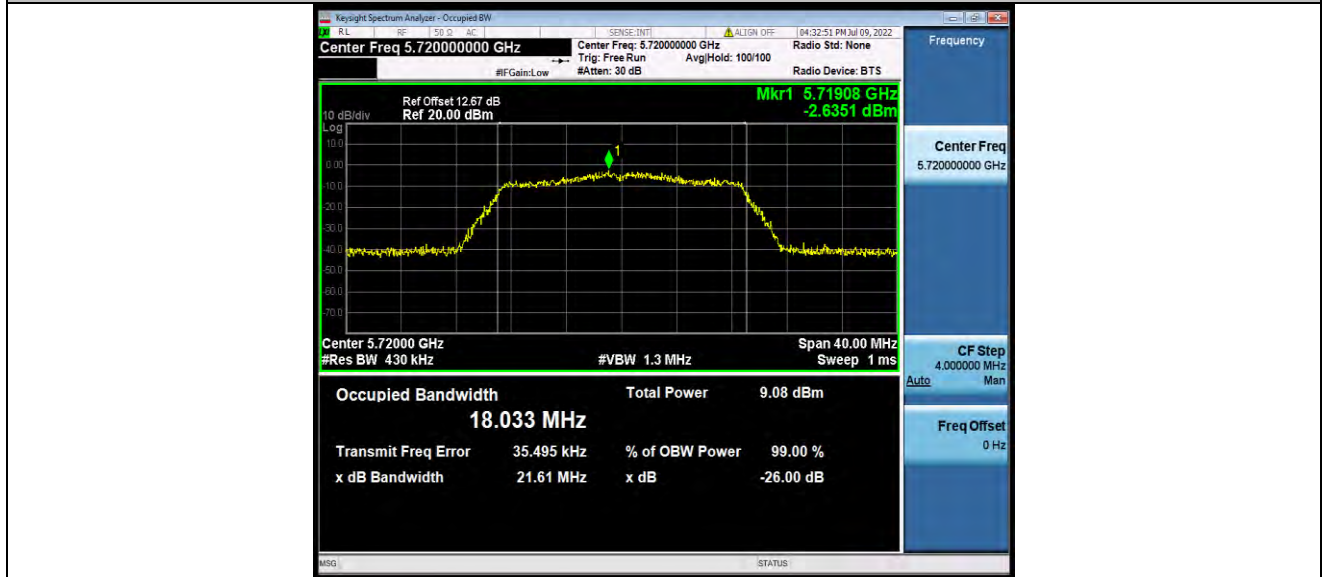 Keysight Spectrum Analyzer - Occupied BW
RL RF 50 Ω AC SENSE:INT ALIGN OFF 04:32:51 PM Jul 09, 2022
Center Freq 5.720000000 GHz
Center Freq: 5.720000000 GHz
Radio Std: None
Trig: Free Run
Avg|Hold: 100/100
#IFGain:Low
#Atten: 30 dB
Radio Device: BTS
Frequency
Mkr1 5.71908 GHz
-2.6351 dBm
Ref Offset 12.67 dB
10 dB/div Ref 20.00 dBm
Log
10.0
0.00
-10.0
-20.0
-30.0
-40.0
-50.0
-60.0
-70.0
1
Center 5.72000 GHz
Span 40.00 MHz
#Res BW 430 kHz
#VBW 1.3 MHz
Sweep 1 ms
Center Freq
5.720000000 GHz
CF Step
4.000000 MHz
Auto Man
Freq Offset
0 Hz
Occupied Bandwidth
18.033 MHz
Total Power 9.08 dBm
Transmit Freq Error 35.495 kHz
% of OBW Power 99.00 %
x dB Bandwidth 21.61 MHz
x dB -26.00 dB
MSG
STATUS